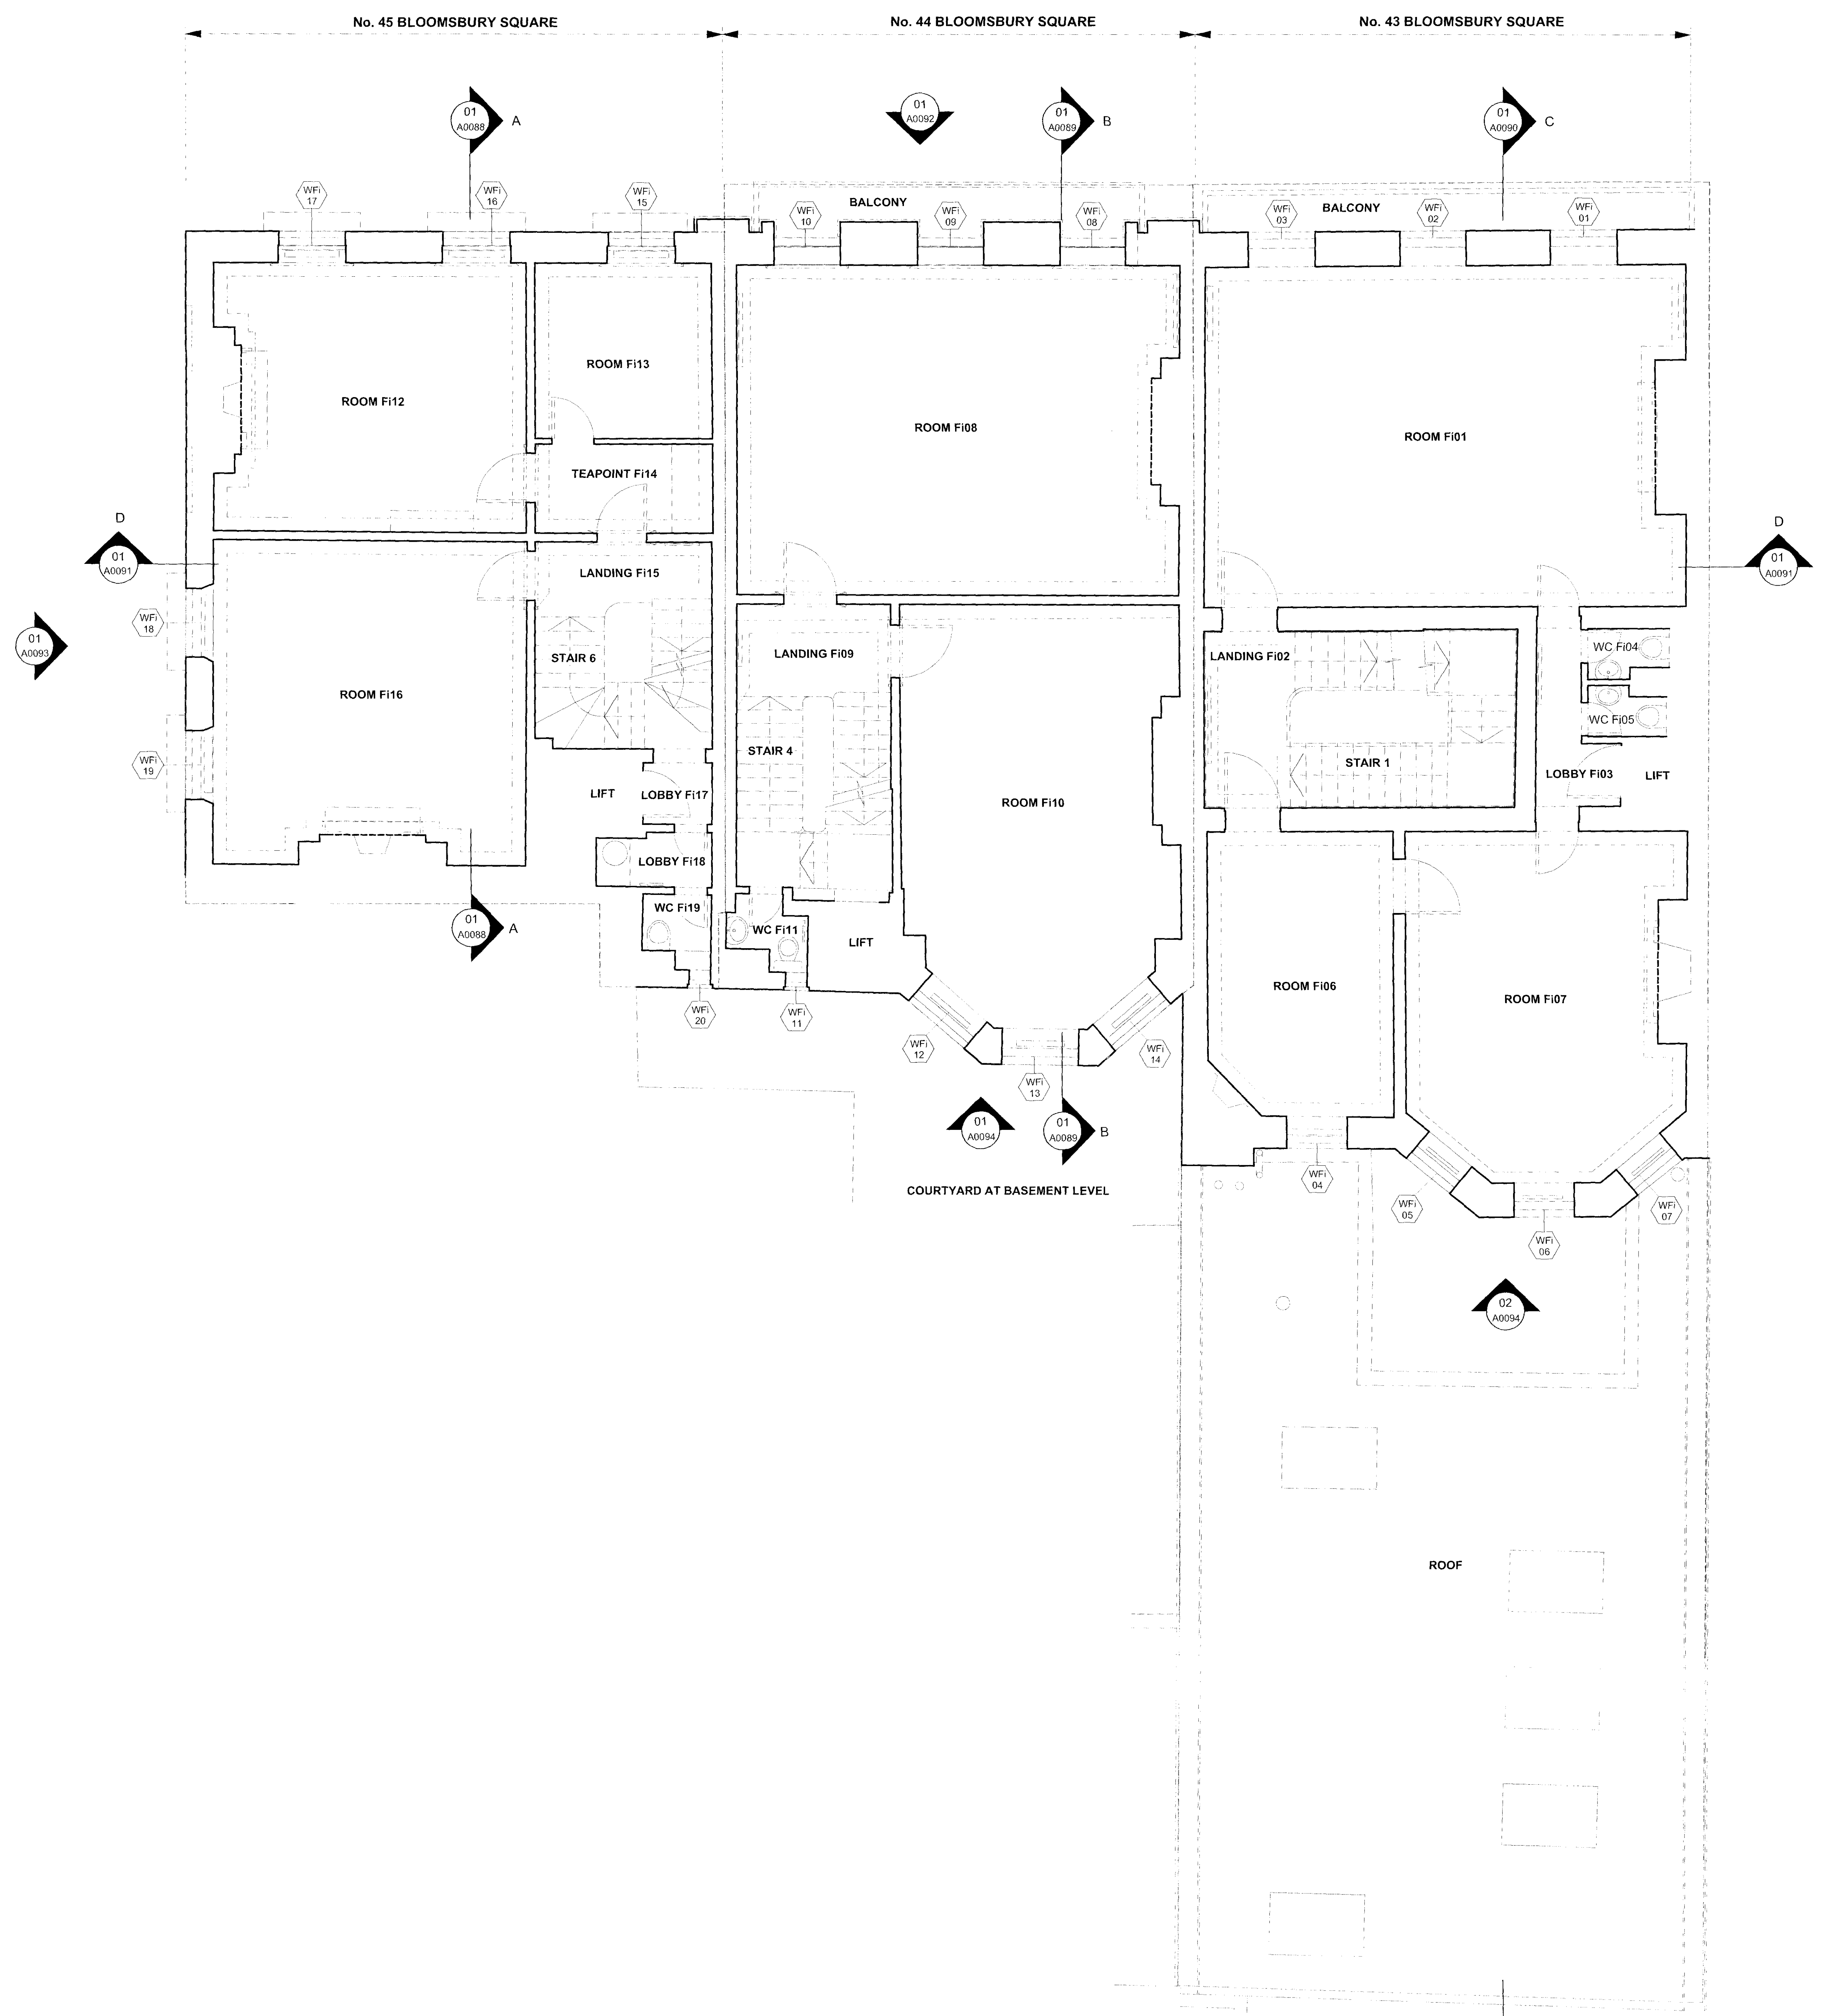 No. 45 BLOOMSBURY SQUARE
No. 44 BLOOMSBURY SQUARE
No. 43 BLOOMSBURY SQUARE
01
A0088
A
01
A0092
01
A0089
B
01
A0090
C
WFi
17
WFi
16
WFi
15
BALCONY
WFi
10
WFi
09
WFi
08
BALCONY
WFi
03
WFi
02
WFi
01
ROOM Fi13
ROOM Fi12
ROOM Fi08
ROOM Fi01
TEAPOINT Fi14
D
01
A0091
D
01
A0091
LANDING Fi15
WFi
18
01
A0093
STAIR 6
LANDING Fi09
LANDING Fi02
WC Fi04
ROOM Fi16
WC Fi05
STAIR 4
WFi
19
STAIR 1
LOBBY Fi03
LIFT
LIFT
LOBBY Fi17
ROOM Fi10
LOBBY Fi18
WC Fi19
01
A0088
A
WC Fi11
LIFT
ROOM Fi06
ROOM Fi07
WFi
20
WFi
11
WFi
12
WFi
13
WFi
14
01
A0094
01
A0089
B
COURTYARD AT BASEMENT LEVEL
WFi
04
WFi
05
WFi
06
WFi
07
02
A0094
ROOF